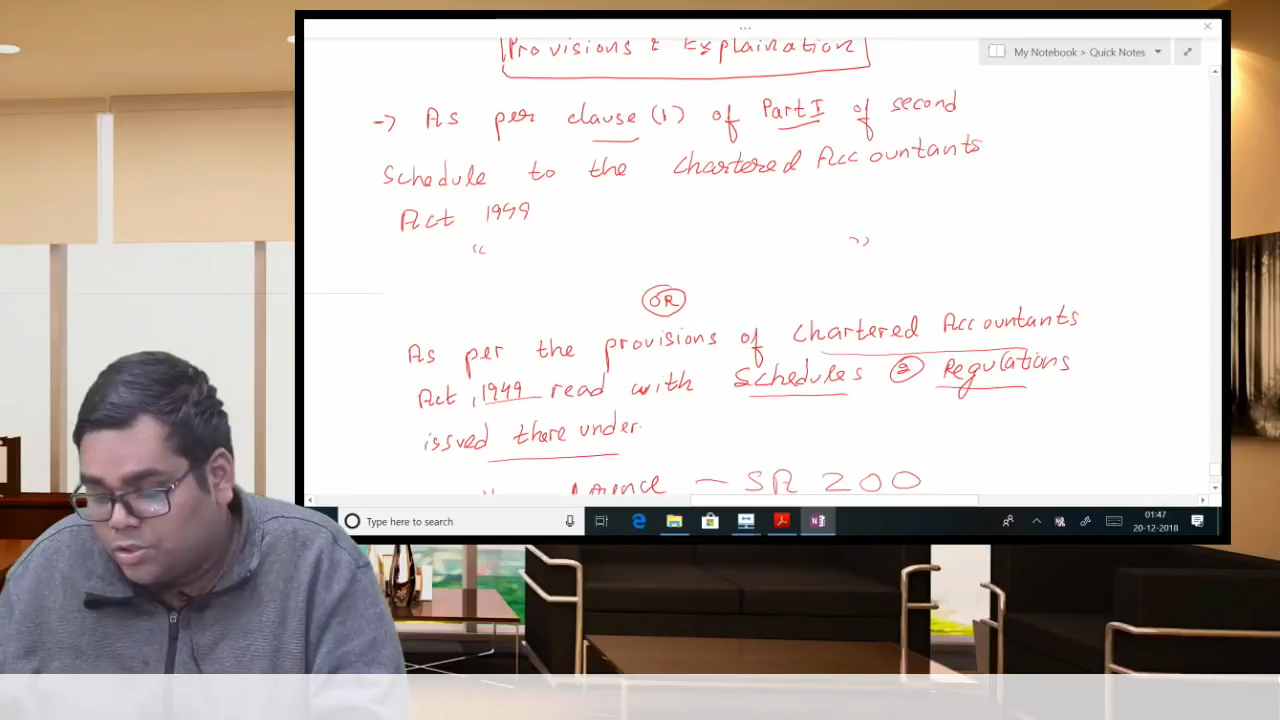 My Notebook > Quick Notes
Provisions & Explaination
→ As per clause (1) of Part I of second
Schedule to the Chartered Accountants
Act 1949
" "
OR
As per the provisions of Chartered Accountants
Act, 1949 read with Schedules & Regulations
issued there under.
— SA 200
Type here to search
01:47
20-12-2018